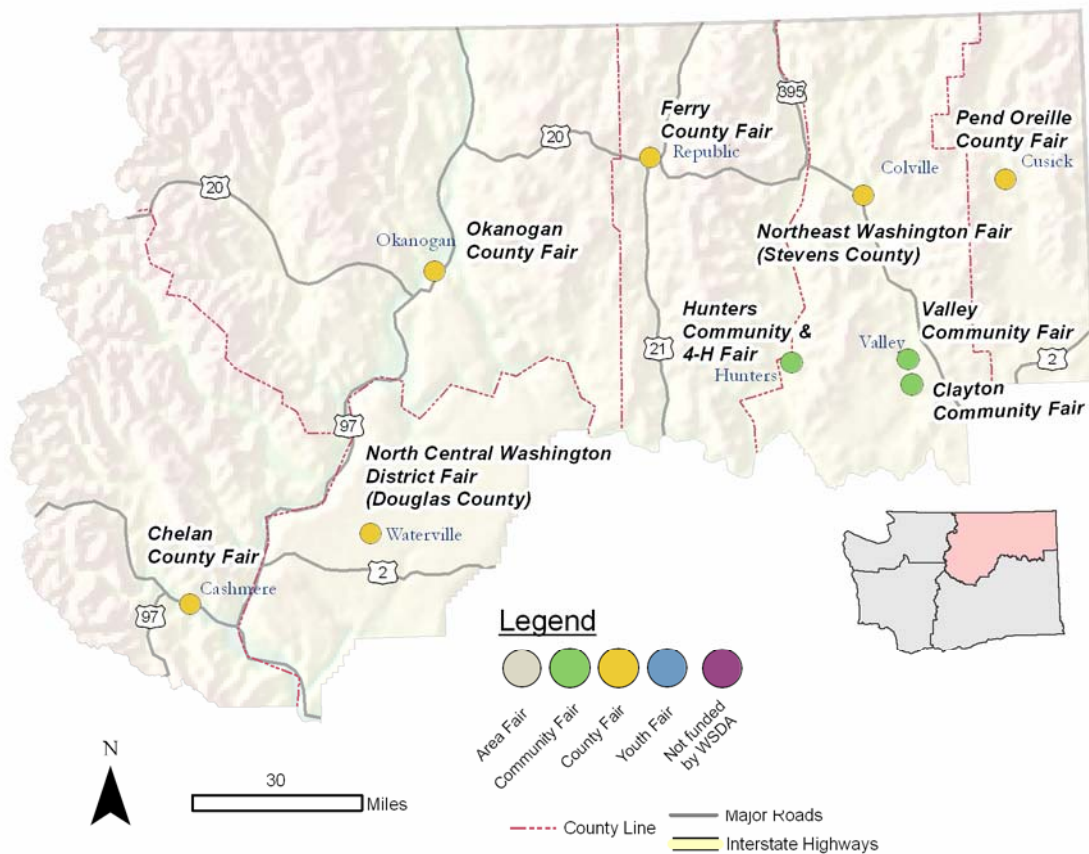 395
Ferry
County Fair
Republic
20
Pend Oreille
County Fair
Cusick
Colville
20
Okanogan
Okanogan
County Fair
Northeast Washington Fair
(Stevens County)
Hunters
Community &
4-H Fair
Hunters
21
Valley
Community Fair
Valley
2
Clayton
Community Fair
97
North Central Washington
District Fair
(Douglas County)
Waterville
2
Chelan
County Fair
Cashmere
97
Legend
Area Fair
Community Fair
County Fair
Youth Fair
Not funded
by WSDA
N
30
Miles
County Line
Major Roads
Interstate Highways